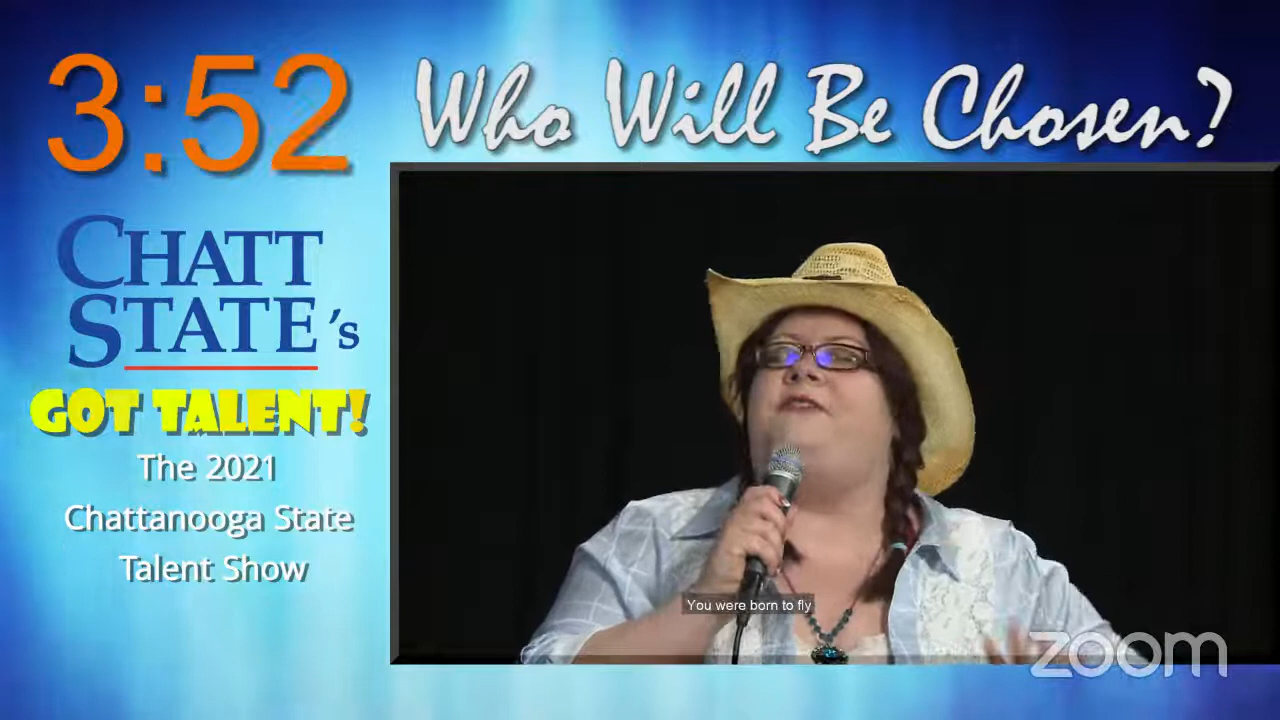 3:52
Who Will Be Chosen?
CHATT
STATE's
GOT TALENT!
The 2021
Chattanooga State
Talent Show
You were born to fly
zoom